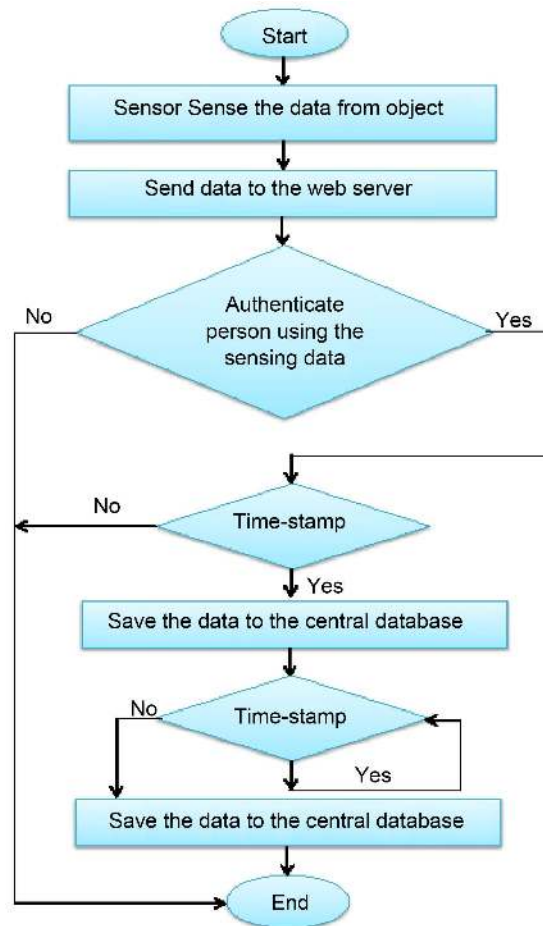 Start
Sensor Sense the data from object
Send data to the web server
No
Authenticate
person using the
sensing data
Yes
No
Time-stamp
Yes
Save the data to the central database
No
Time-stamp
Yes
Save the data to the central database
End